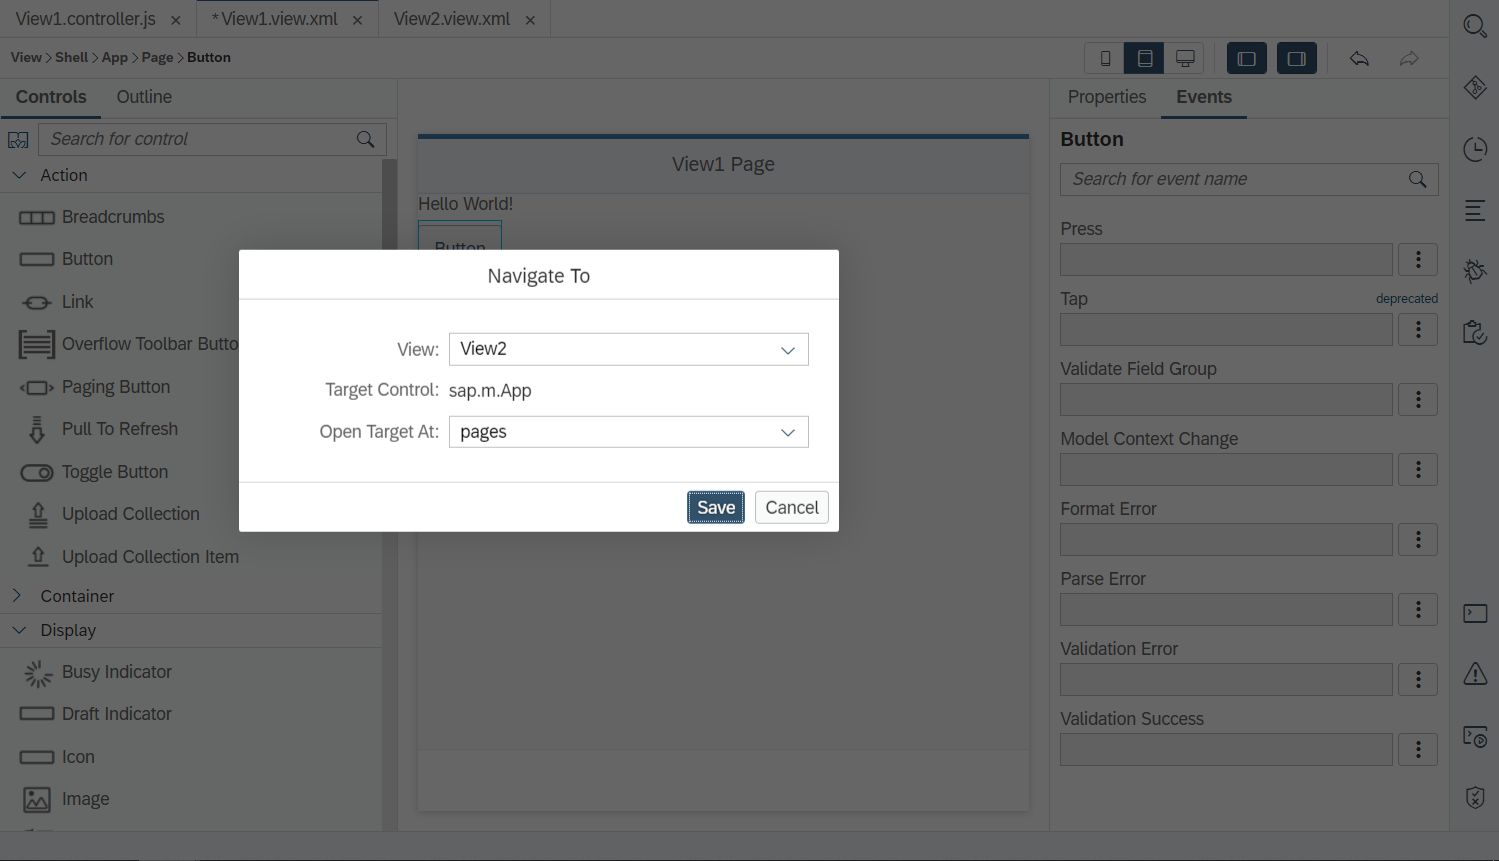 View1.controller.js ×
*View1.view.xml ×
View2.view.xml ×
View > Shell > App > Page > Button
Controls
Outline
Search for control
Action
Breadcrumbs
Button
Link
Overflow Toolbar Butto
Paging Button
Pull To Refresh
Toggle Button
Upload Collection
Upload Collection Item
Container
Display
Busy Indicator
Draft Indicator
Icon
Image
View1 Page
Hello World!
Button
Navigate To
View: View2
Target Control: sap.m.App
Open Target At: pages
Save
Cancel
Properties
Events
Button
Search for event name
Press
Tap
deprecated
Validate Field Group
Model Context Change
Format Error
Parse Error
Validation Error
Validation Success